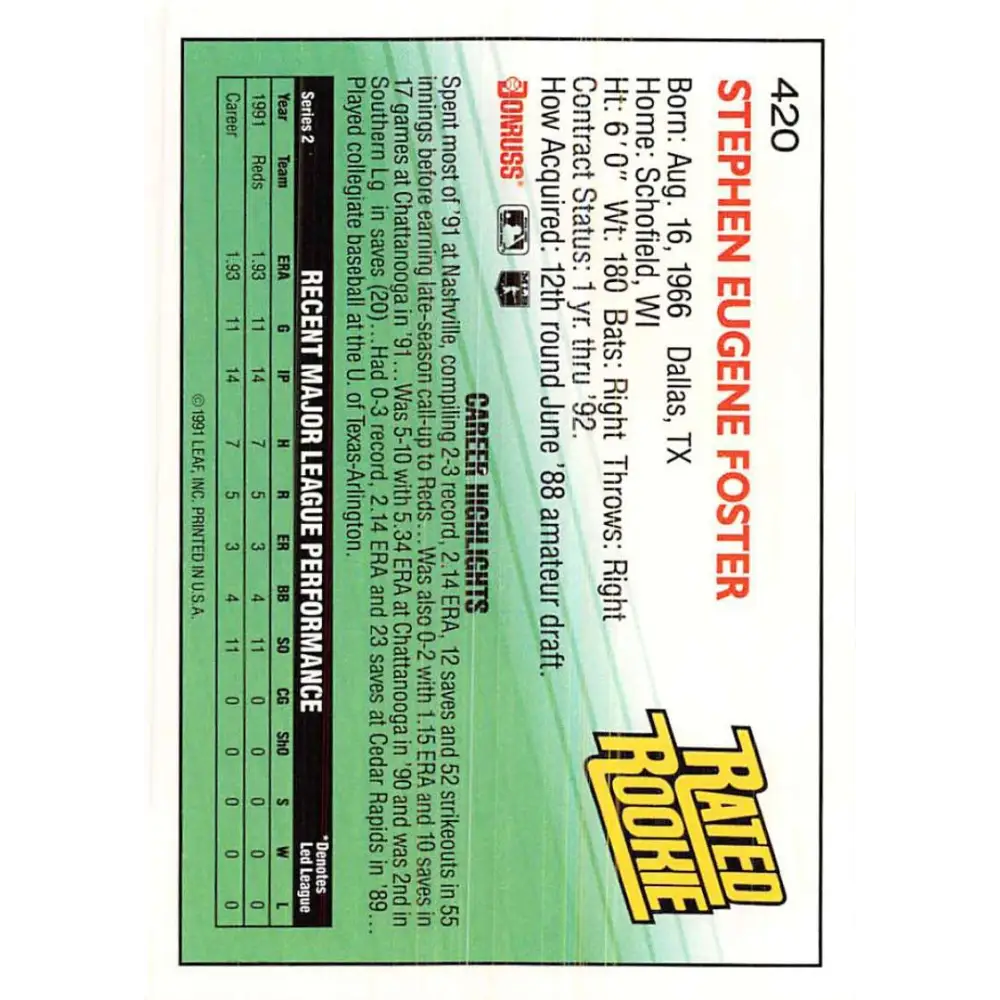 420
STEPHEN EUGENE FOSTER
Born: Aug. 16, 1966 Dallas, TX
Home: Schofield, WI
Ht: 6'0" Wt: 180 Bats: Right Throws: Right
Contract Status: 1 yr. thru '92.
How Acquired: 12th round June '88 amateur draft.
RATED
ROOKIE
DONRUSS
CAREER HIGHLIGHTS
Spent most of '91 at Nashville, compiling 2-3 record, 2.14 ERA, 12 saves and 52 strikeouts in 55
innings before earning late-season call-up to Reds...Was also 0-2 with 1.15 ERA and 10 saves in
17 games at Chattanooga in '91...Was 5-10 with 5.34 ERA at Chattanooga in '90 and was 2nd in
Southern Lg in saves (20)...Had 0-3 record, 2.14 ERA and 23 saves at Cedar Rapids in '89...
Played collegiate baseball at the U. of Texas-Arlington.
Series 2 RECENT MAJOR LEAGUE PERFORMANCE *Denotes
Led League
Year Team ERA G IP H R ER BB SO CG ShO S W L
1991 Reds 1.93 11 14 7 5 3 4 11 0 0 0 0 0
Career 1.93 11 14 7 5 3 4 11 0 0 0 0 0
©1991 LEAF, INC. PRINTED IN U.S.A.